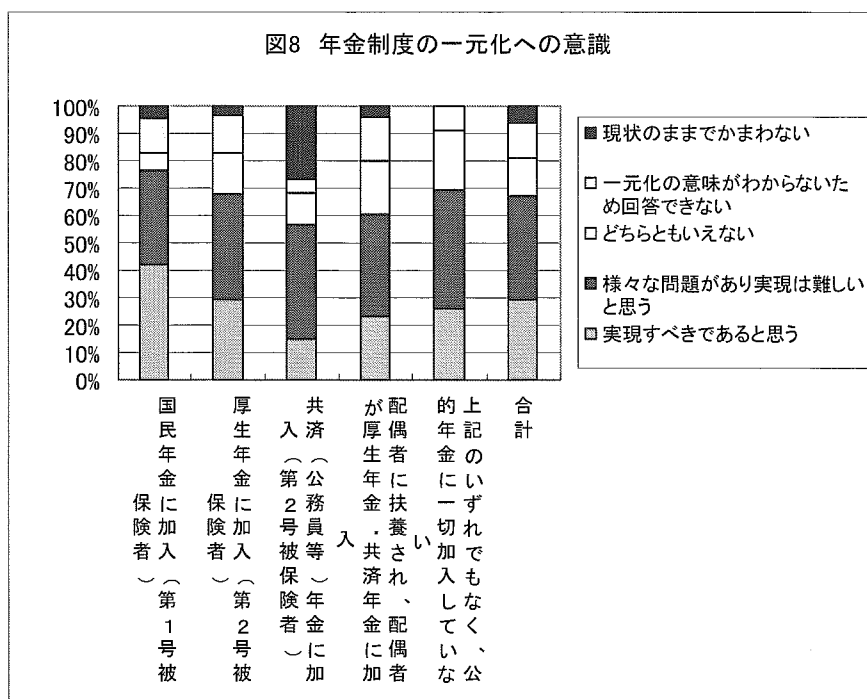 図8 年金制度の一元化への意識
100%
90%
80%
70%
60%
50%
40%
30%
20%
10%
0%
国民年金に加入（第1号被
保険者）
厚生年金に加入（第2号被
保険者）
共済（公務員等）年金に加
入（第2号被保険者）
配偶者に扶養され、配偶者
が厚生年金・共済年金に加
入
上記のいずれでもなく、公
的年金に一切加入していな
い
合計
現状のままでかまわない
一元化の意味がわからないた
め回答できない
どちらともいえない
様々な問題があり実現は難しい
と思う
実現すべきであると思う